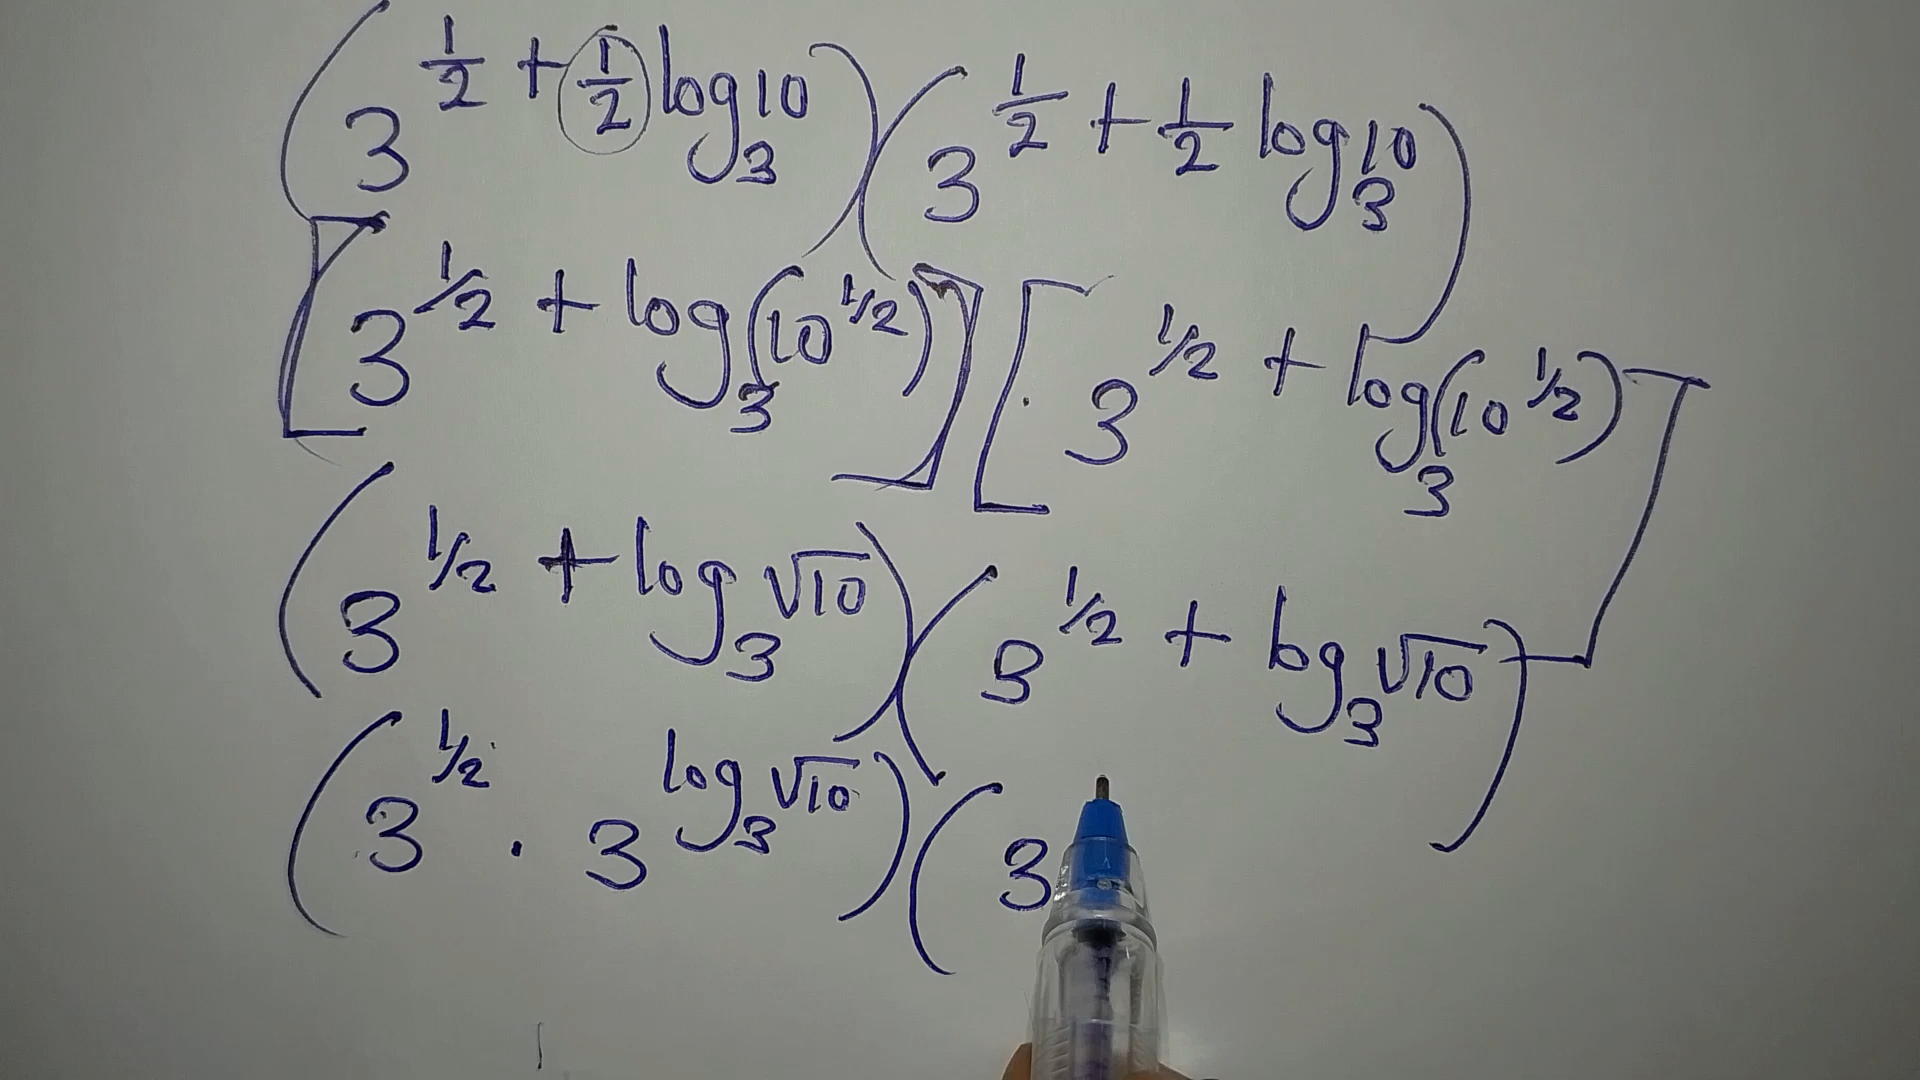 (3^{1/2 + 1/2 log_3 10})(3^{1/2 + 1/2 log_3 10})
[3^{1/2 + log_3(10^{1/2})}][3^{1/2 + log_3(10^{1/2})}]
(3^{1/2 + log_3 √10})(3^{1/2 + log_3 √10})
(3^{1/2} · 3^{log_3 √10})(3